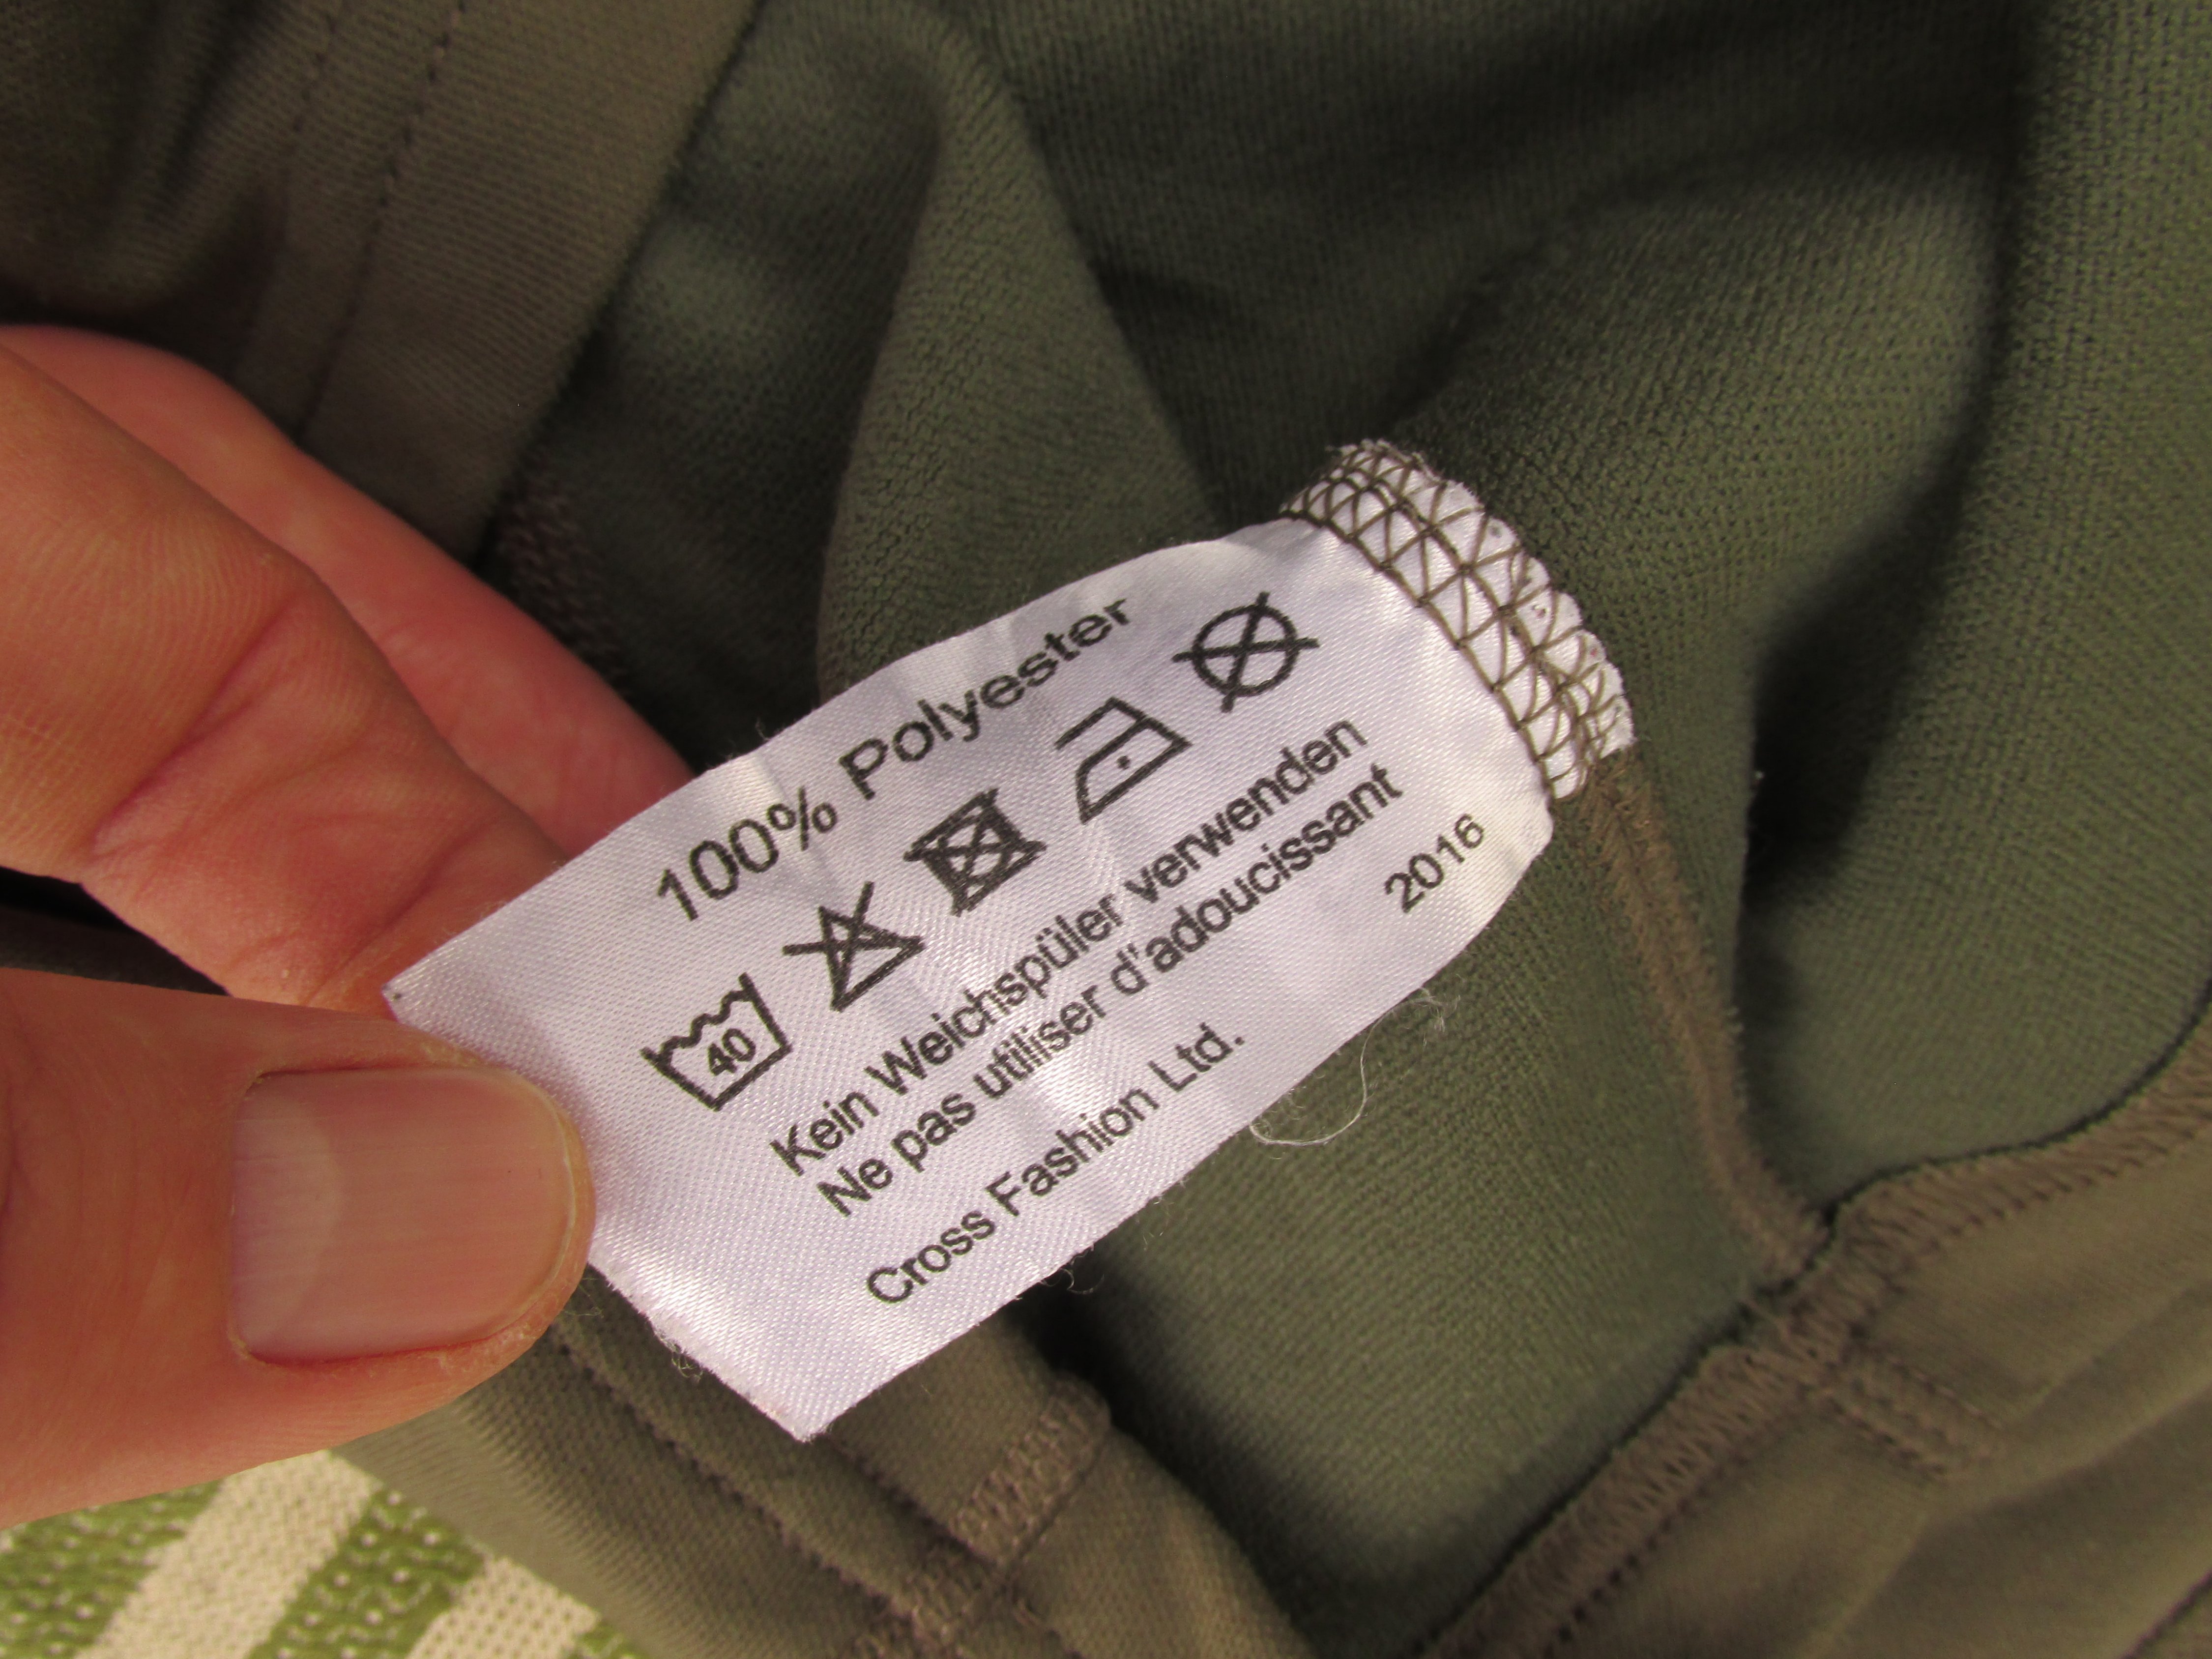 100% Polyester
40
Kein Weichspüler verwenden
Ne pas utiliser d'adoucissant
2016
Cross Fashion Ltd.